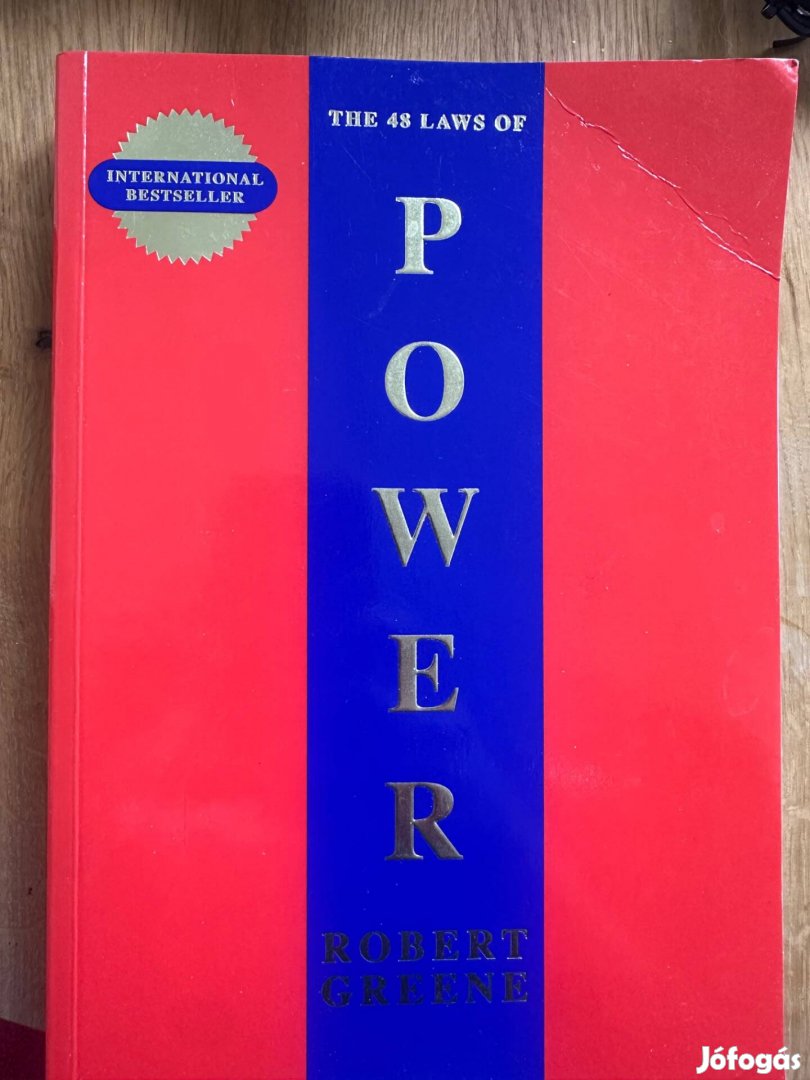 THE 48 LAWS OF
INTERNATIONAL
BESTSELLER
P
O
W
E
R
ROBERT
GREENE
Jófogás